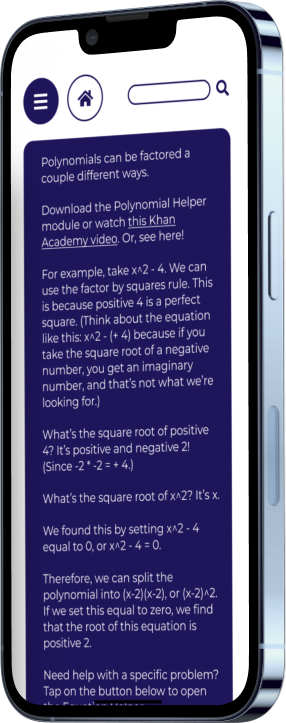 Polynomials can be factored a
couple different ways.
Download the Polynomial Helper
module or watch this Khan
Academy video. Or, see here!
For example, take x^2 - 4. We can
use the factor by squares rule. This
is because positive 4 is a perfect
square. (Think about the equation
like this: x^2 - (+ 4) because if you
take the square root of a negative
number, you get an imaginary
number, and that's not what we're
looking for.)
What's the square root of positive
4? It's positive and negative 2!
(Since -2 * -2 = + 4.)
What's the square root of x^2? It's x.
We found this by setting x^2 - 4
equal to 0, or x^2 - 4 = 0.
Therefore, we can split the
polynomial into (x-2)(x-2), or (x-2)^2.
If we set this equal to zero, we find
that the root of this equation is
positive 2.
Need help with a specific problem?
Tap on the button below to open
the Equation Helper